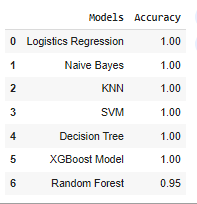 Models Accuracy
0 Logistics Regression 1.00
1 Naive Bayes 1.00
2 KNN 1.00
3 SVM 1.00
4 Decision Tree 1.00
5 XGBoost Model 1.00
6 Random Forest 0.95